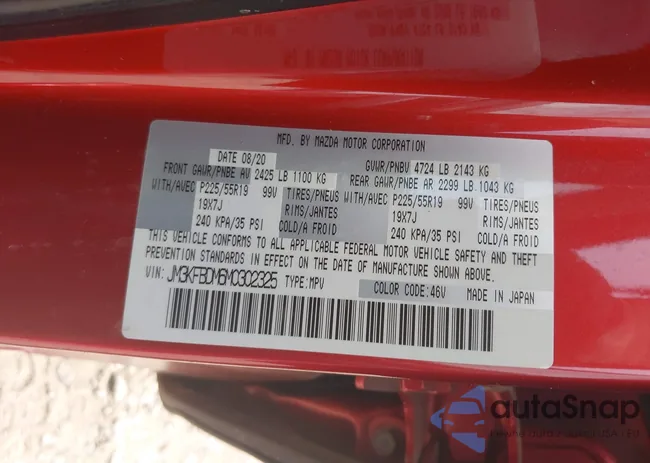 MFD. BY MAZDA MOTOR CORPORATION
DATE 08/20 GVWR/PNBV 4724 LB 2143 KG
FRONT GAWR/PNBE AV 2425 LB 1100 KG REAR GAWR/PNBE AR 2299 LB 1043 KG
WITH/AVEC P225/55R19 99V TIRES/PNEUS WITH/AVEC P225/55R19 99V TIRES/PNEUS
19X7J RIMS/JANTES 19X7J RIMS/JANTES
240 KPA/35 PSI COLD/A FROID 240 KPA/35 PSI COLD/A FROID
THIS VEHICLE CONFORMS TO ALL APPLICABLE FEDERAL MOTOR VEHICLE SAFETY AND THEFT
PREVENTION STANDARDS IN EFFECT ON THE DATE OF MANUFACTURE SHOWN ABOVE.
VIN: JM3KFBDM6M0302325 TYPE: MPV COLOR CODE:46V MADE IN JAPAN
autoSnap